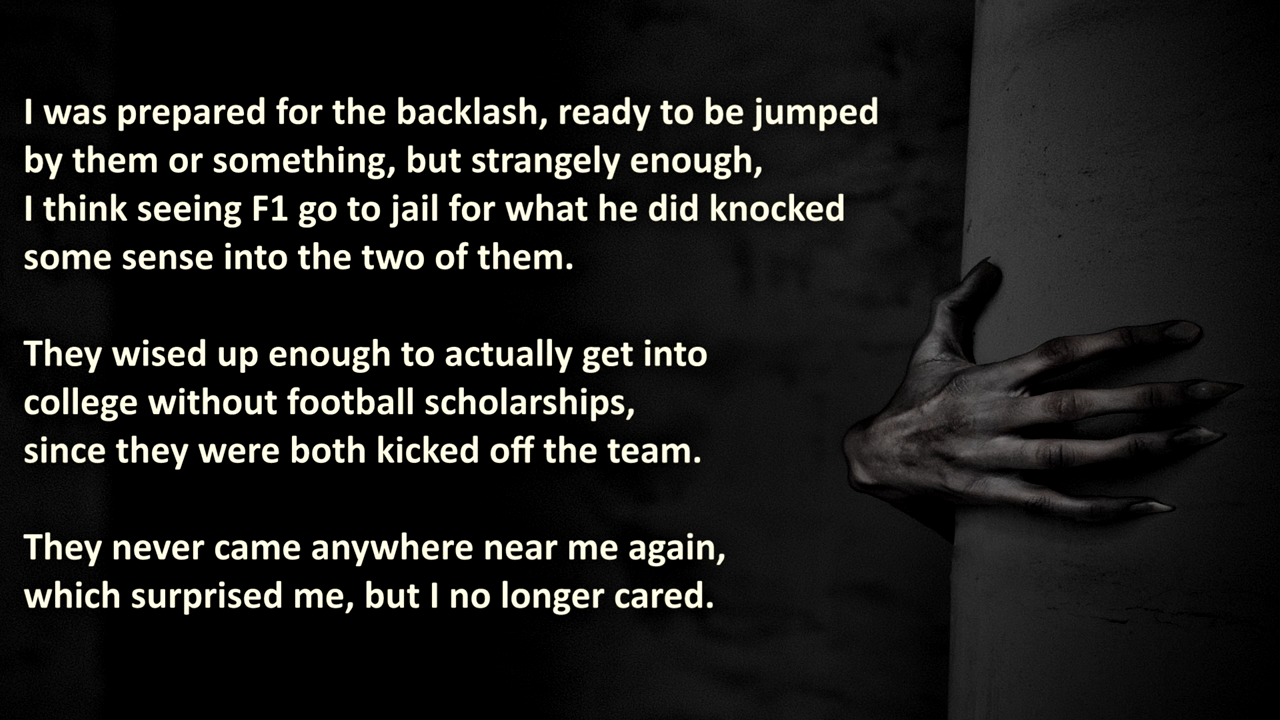 I was prepared for the backlash, ready to be jumped
by them or something, but strangely enough,
I think seeing F1 go to jail for what he did knocked
some sense into the two of them.
They wised up enough to actually get into
college without football scholarships,
since they were both kicked off the team.
They never came anywhere near me again,
which surprised me, but I no longer cared.